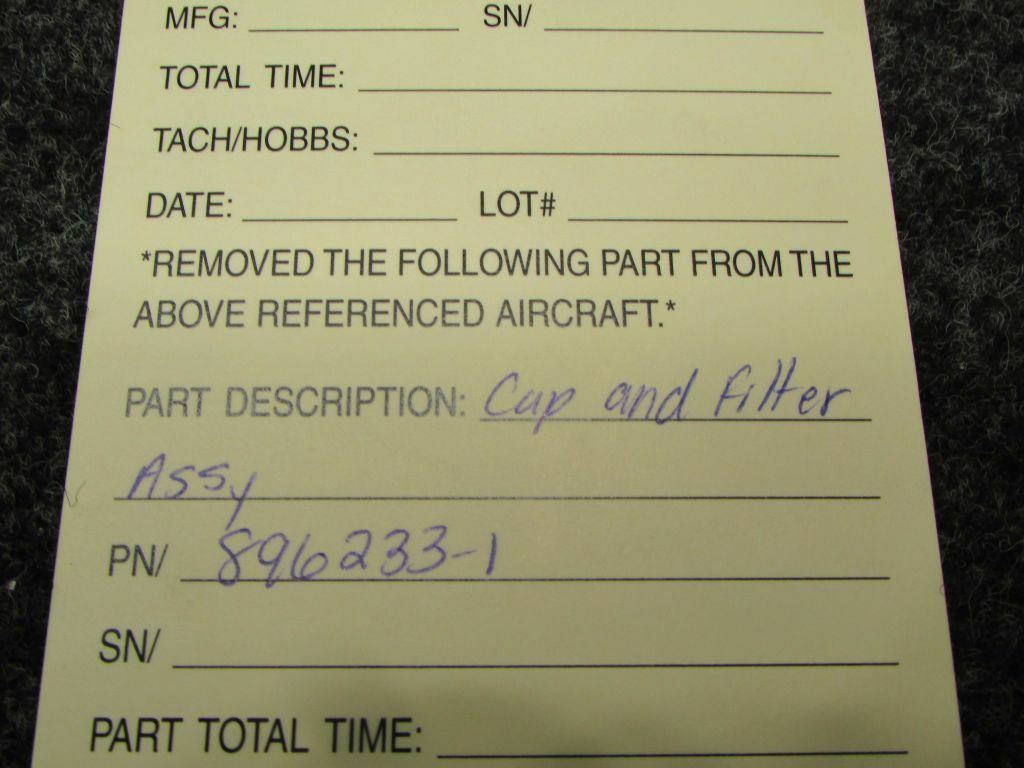 MFG: SN/
TOTAL TIME:
TACH/HOBBS:
DATE: LOT#
*REMOVED THE FOLLOWING PART FROM THE
ABOVE REFERENCED AIRCRAFT.*
PART DESCRIPTION: Cap and Filter
Assy
PN/ 896233-1
SN/
PART TOTAL TIME: